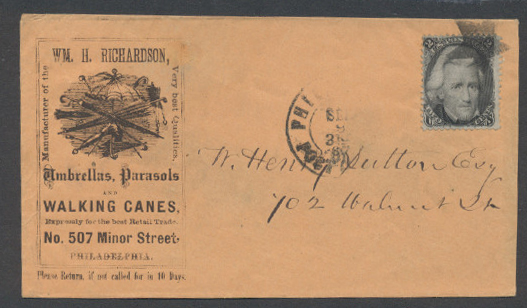 WM. H. RICHARDSON,
Manufacturer of the
Very best Qualities,
Umbrellas, Parasols
AND
WALKING CANES,
Expressly for the best Retail Trade.
No. 507 Minor Street.
PHILADELPHIA.
Please Return, if not called for in 10 Days.
PHI
SE
W. Henry Sutton Esq
702 Walnut St